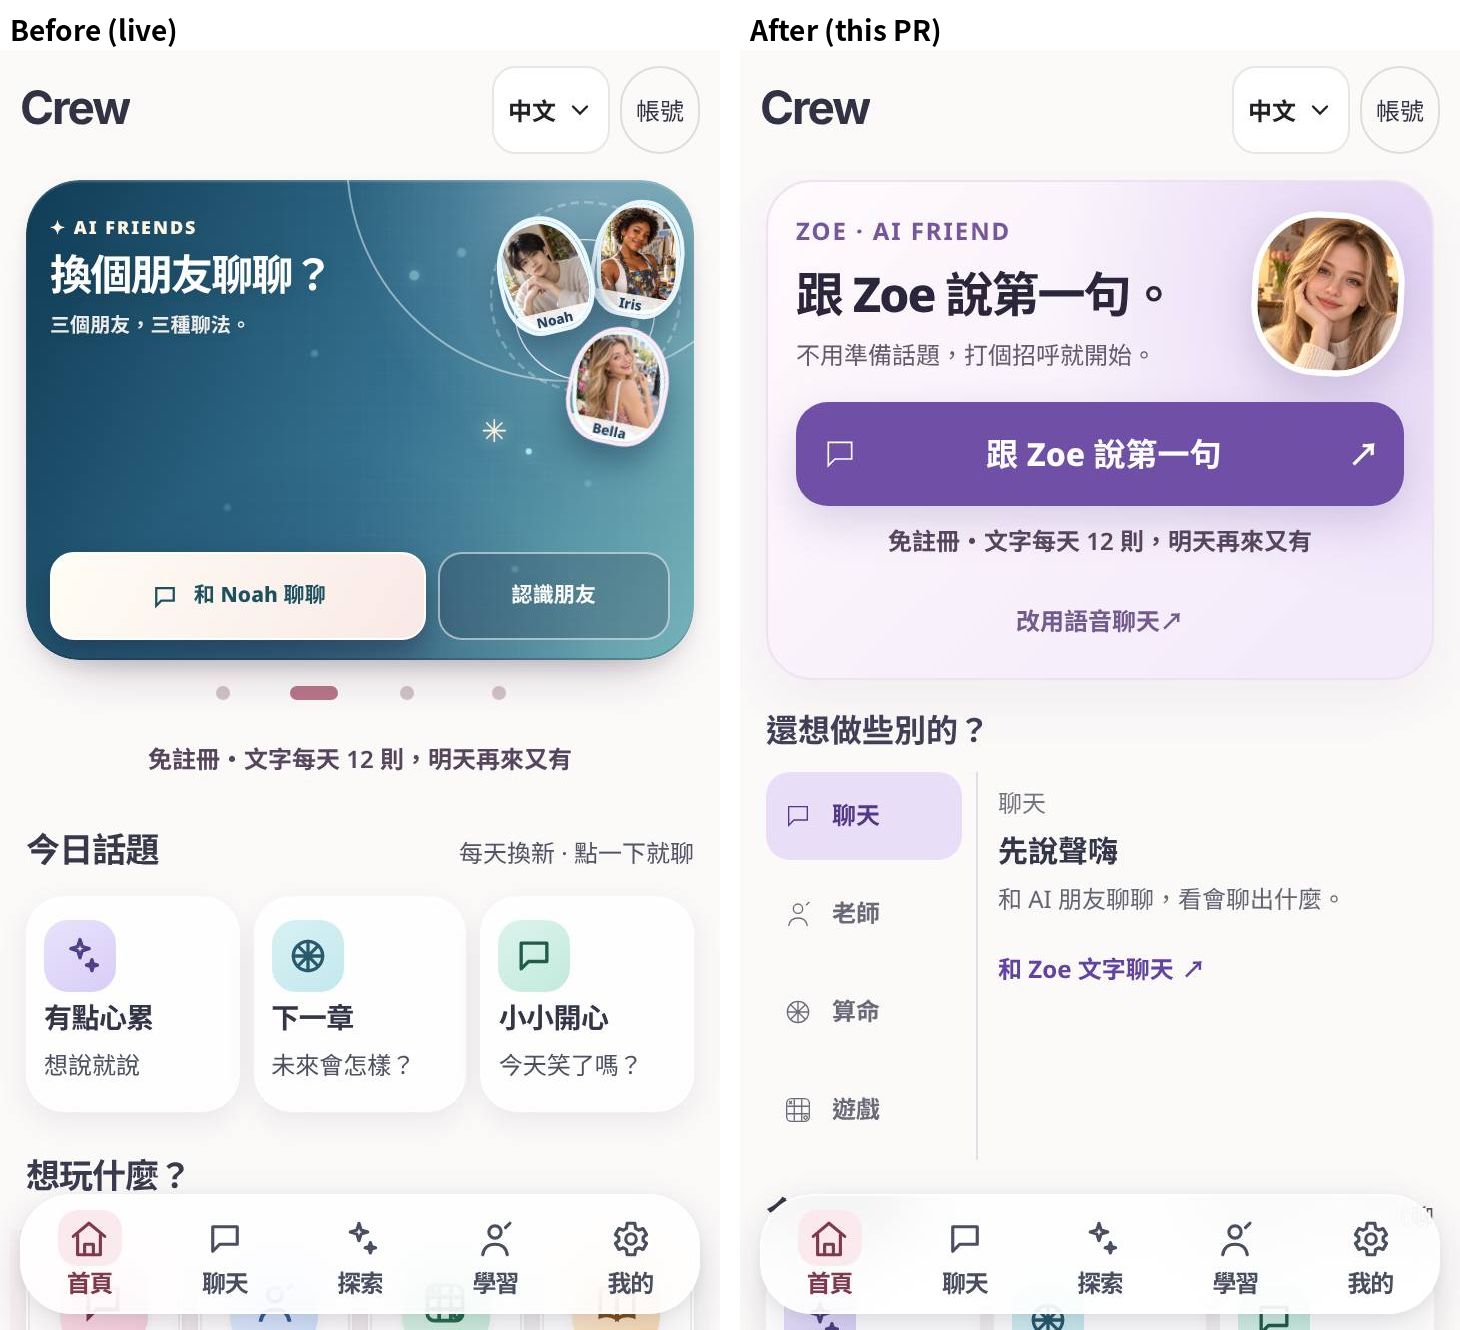 Before (live)
Crew
中文
帳號
✦ AI FRIENDS
換個朋友聊聊？
三個朋友，三種聊法。
Noah
Iris
Bella
和 Noah 聊聊
認識朋友
免註冊・文字每天 12 則，明天再來又有
今日話題
每天換新 · 點一下就聊
有點心累
想說就說
下一章
未來會怎樣？
小小開心
今天笑了嗎？
想玩什麼？
首頁
聊天
探索
學習
我的
After (this PR)
Crew
中文
帳號
ZOE · AI FRIEND
跟 Zoe 說第一句。
不用準備話題，打個招呼就開始。
跟 Zoe 說第一句 ↗
免註冊・文字每天 12 則，明天再來又有
改用語音聊天↗
還想做些別的？
聊天
老師
算命
遊戲
聊天
先說聲嗨
和 AI 朋友聊聊，看會聊出什麼。
和 Zoe 文字聊天 ↗
首頁
聊天
探索
學習
我的